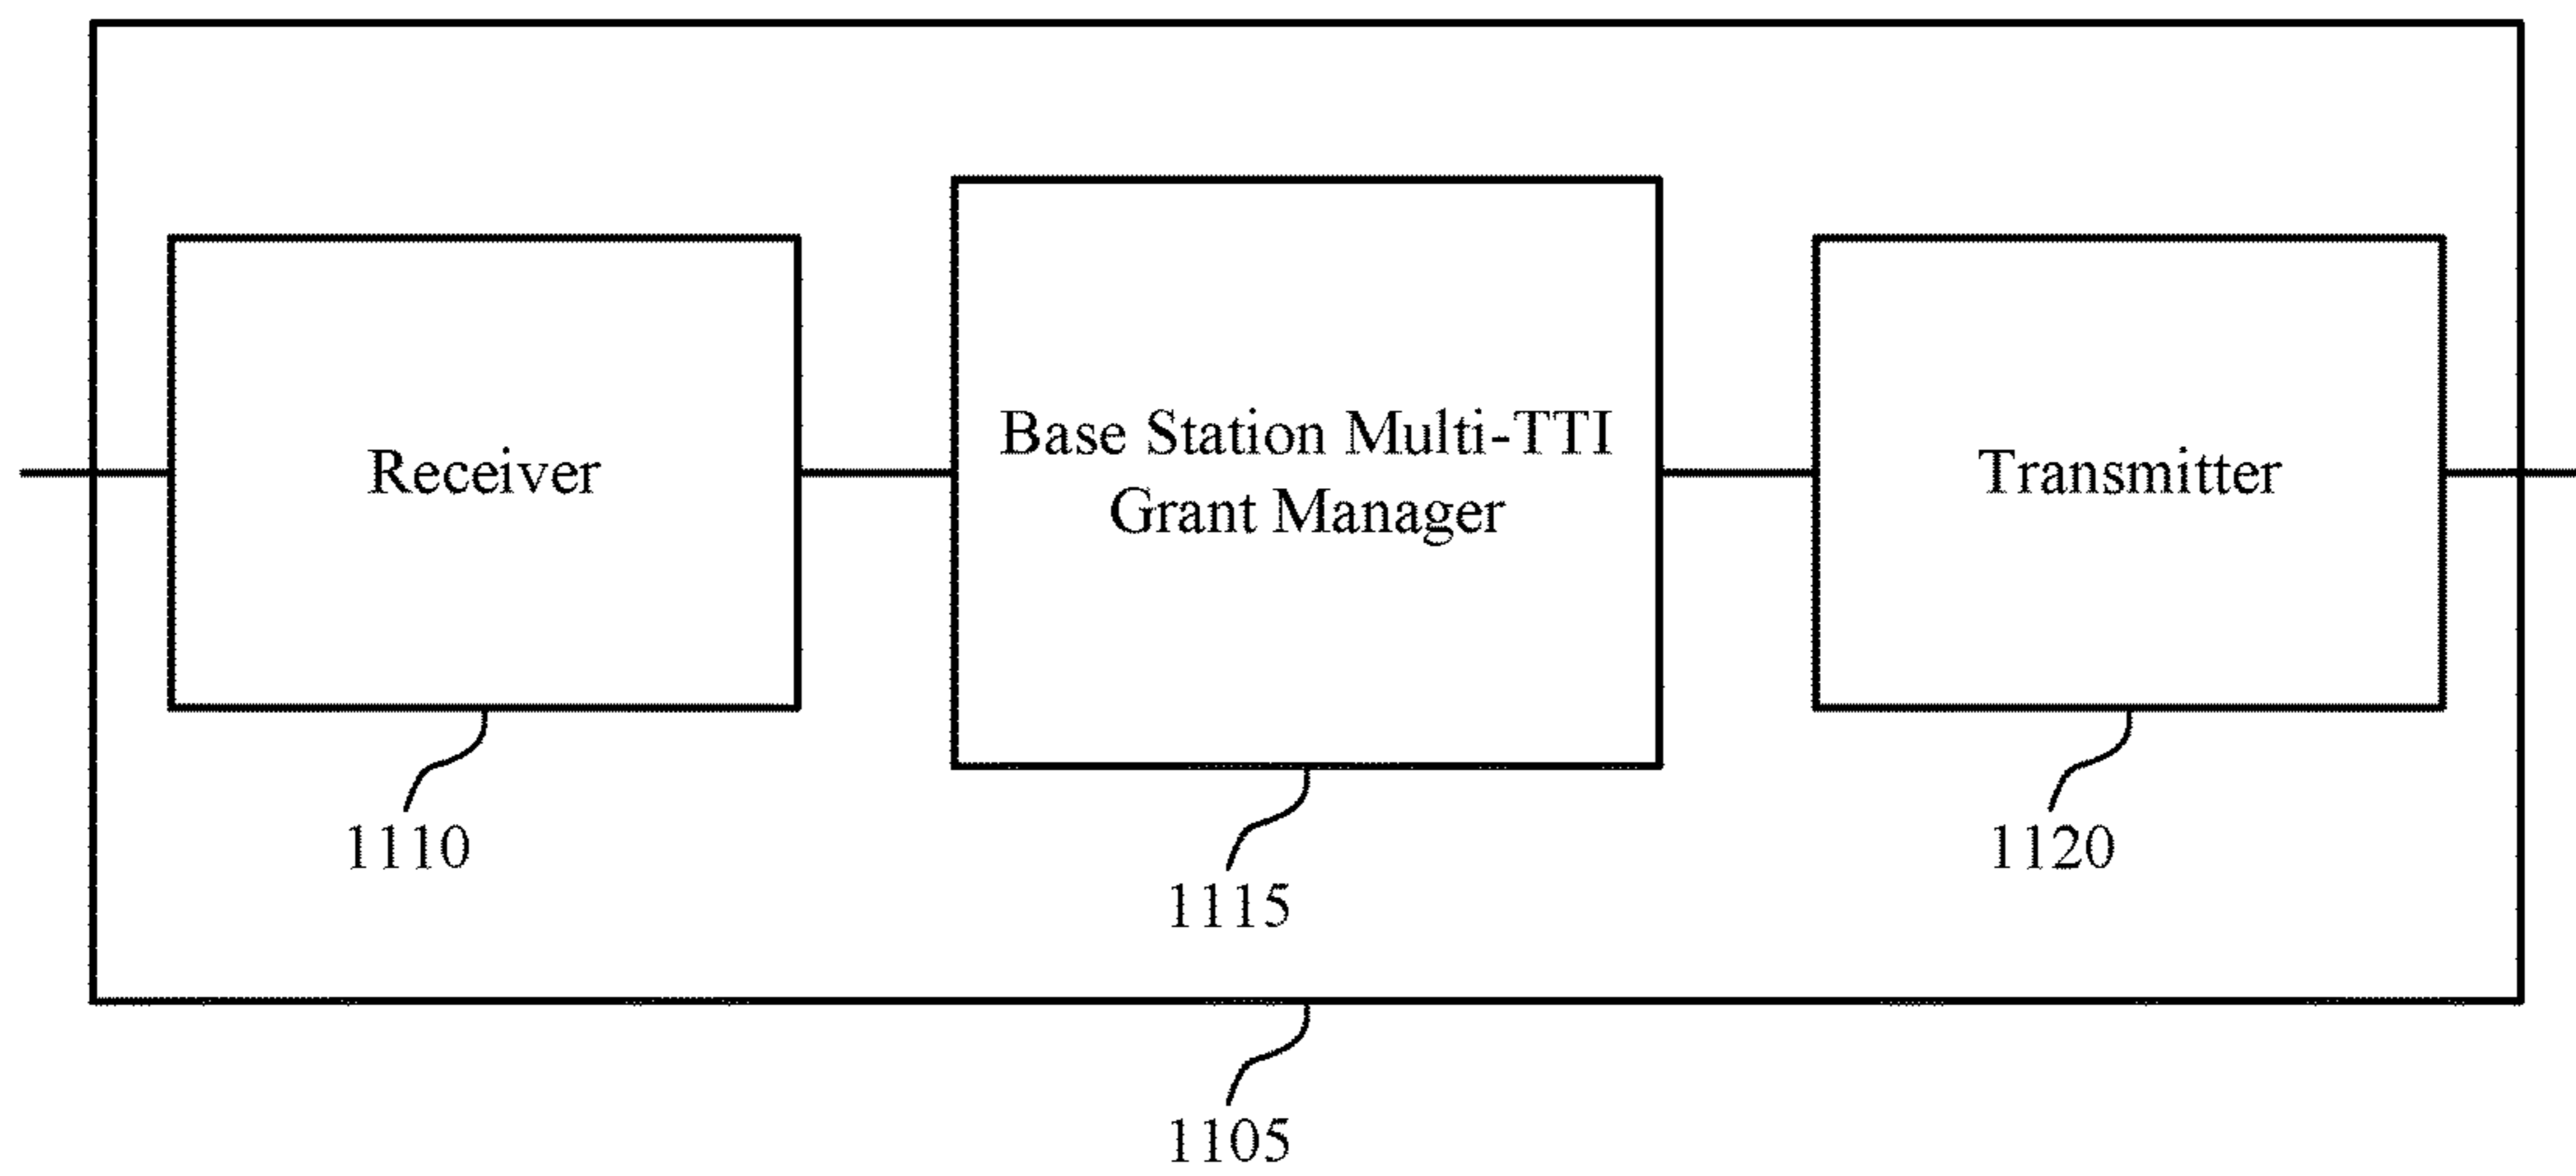 Receiver
Base Station Multi-TTI
Grant Manager
Transmitter
1110
1115
1120
1105